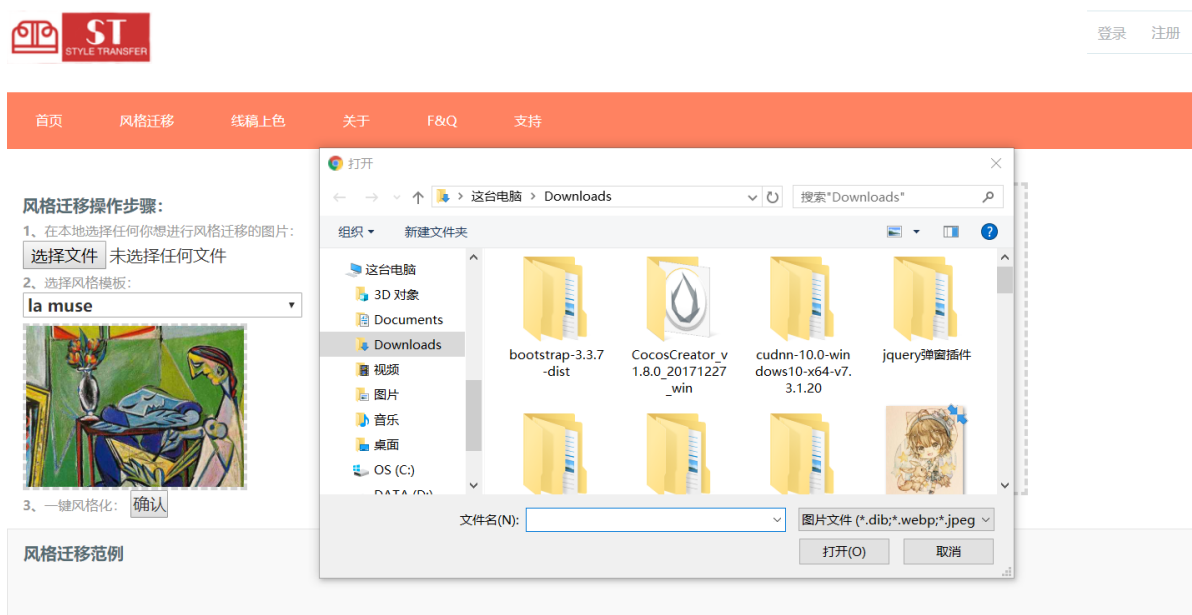 ST
STYLE TRANSFER
登录 注册
首页 风格迁移 线稿上色 关于 F&Q 支持
风格迁移操作步骤：
1、在本地选择任何你想进行风格迁移的图片：
选择文件 未选择任何文件
2、选择风格模板：
la muse
3、一键风格化： 确认
风格迁移范例
打开
这台电脑 Downloads
搜索"Downloads"
组织 新建文件夹
这台电脑
3D 对象
Documents
Downloads
视频
图片
音乐
桌面
OS (C:)
DATA (D:)
bootstrap-3.3.7
-dist
CocosCreator_v
1.8.0_20171227
_win
cudnn-10.0-win
dows10-x64-v7.
3.1.20
jquery弹窗插件
文件名(N):
图片文件 (*.dib;*.webp;*.jpeg
打开(O) 取消